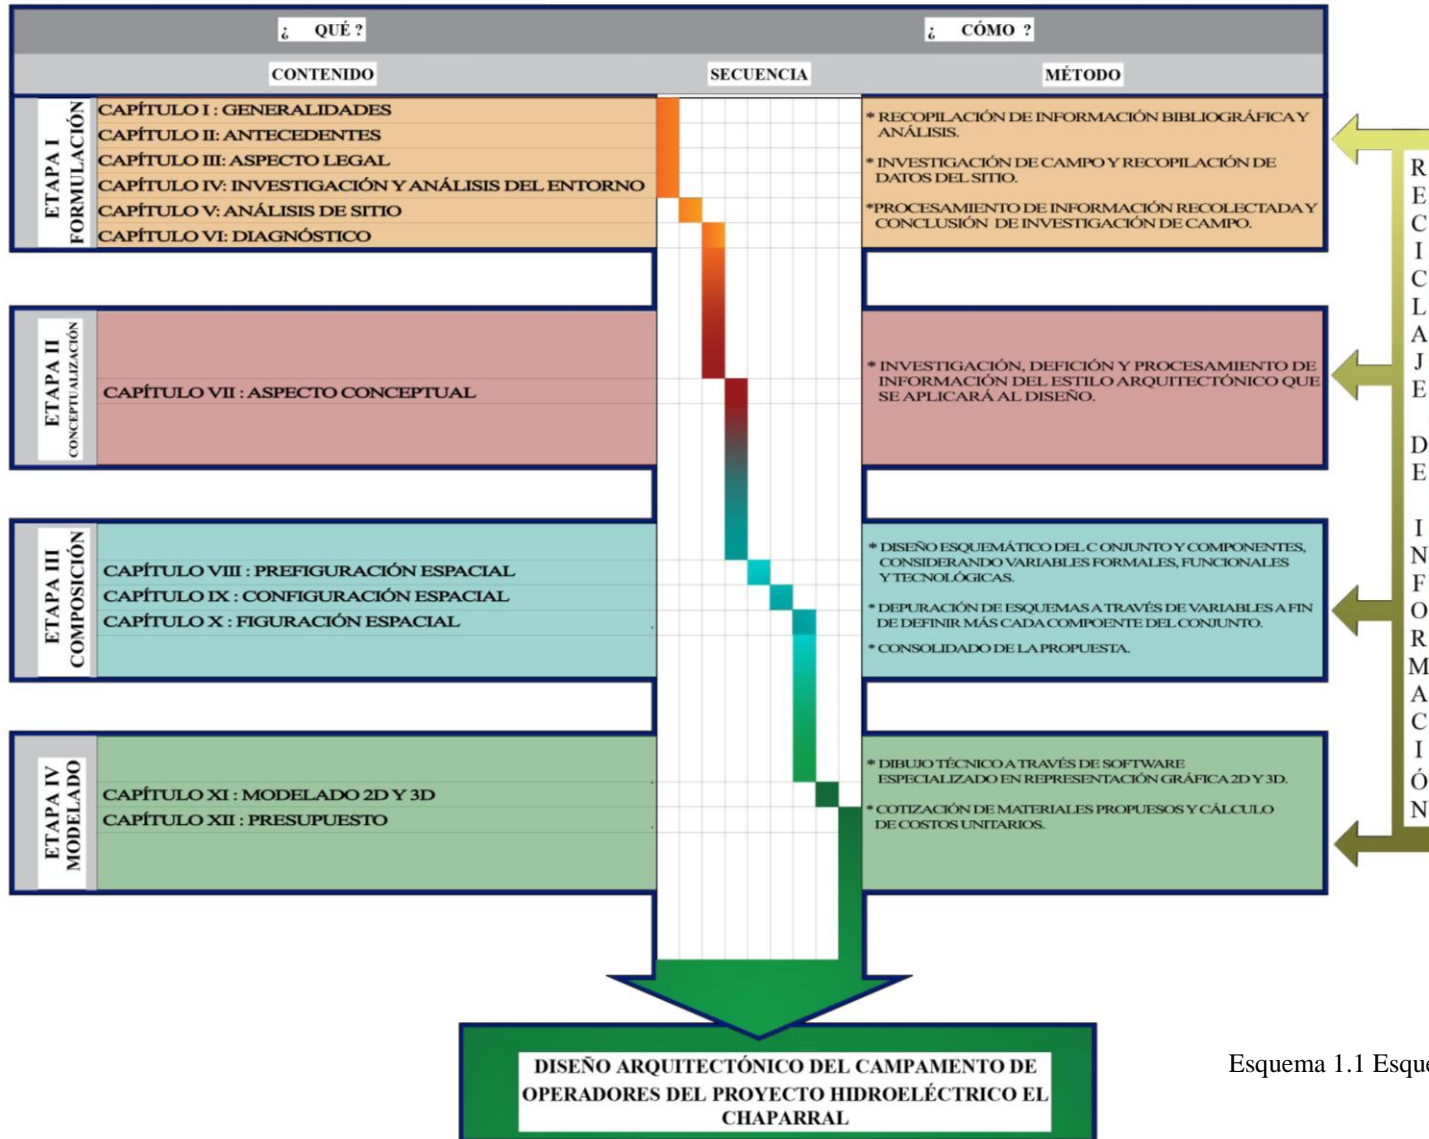 ¿ QUÉ ?
¿ CÓMO ?
CONTENIDO
SECUENCIA
MÉTODO
ETAPA I
FORMULACIÓN
CAPÍTULO I : GENERALIDADES
CAPÍTULO II: ANTECEDENTES
CAPÍTULO III: ASPECTO LEGAL
CAPÍTULO IV: INVESTIGACIÓN Y ANÁLISIS DEL ENTORNO
CAPÍTULO V: ANÁLISIS DE SITIO
CAPÍTULO VI: DIAGNÓSTICO
* RECOPILACIÓN DE INFORMACIÓN BIBLIOGRÁFICA Y
ANÁLISIS.
* INVESTIGACIÓN DE CAMPO Y RECOPILACIÓN DE
DATOS DEL SITIO.
*PROCESAMIENTO DE INFORMACIÓN RECOLECTADA Y
CONCLUSIÓN DE INVESTIGACIÓN DE CAMPO.
ETAPA II
CONCEPTUALIZACIÓN
CAPÍTULO VII : ASPECTO CONCEPTUAL
* INVESTIGACIÓN, DEFICIÓN Y PROCESAMIENTO DE
INFORMACIÓN DEL ESTILO ARQUITECTÓNICO QUE
SE APLICARÁ AL DISEÑO.
ETAPA III
COMPOSICIÓN
CAPÍTULO VIII : PREFIGURACIÓN ESPACIAL
CAPÍTULO IX : CONFIGURACIÓN ESPACIAL
CAPÍTULO X : FIGURACIÓN ESPACIAL
* DISEÑO ESQUEMÁTICO DEL C ONJUNTO Y COMPONENTES,
CONSIDERANDO VARIABLES FORMALES, FUNCIONALES
Y TECNOLÓGICAS.
* DEPURACIÓN DE ESQUEMAS A TRAVÉS DE VARIABLES A FIN
DE DEFINIR MÁS CADA COMPOENTE DEL CONJUNTO.
* CONSOLIDADO DE LA PROPUESTA.
ETAPA IV
MODELADO
CAPÍTULO XI : MODELADO 2D Y 3D
CAPÍTULO XII : PRESUPUESTO
* DIBUJO TÉCNICO A TRAVÉS DE SOFTWARE
ESPECIALIZADO EN REPRESENTACIÓN GRÁFICA 2D Y 3D.
* COTIZACIÓN DE MATERIALES PROPUESOS Y CÁLCULO
DE COSTOS UNITARIOS.
RECICLAJE DE INFORMACIÓN
DISEÑO ARQUITECTÓNICO DEL CAMPAMENTO DE
OPERADORES DEL PROYECTO HIDROELÉCTRICO EL
CHAPARRAL
Esquema 1.1 Esque